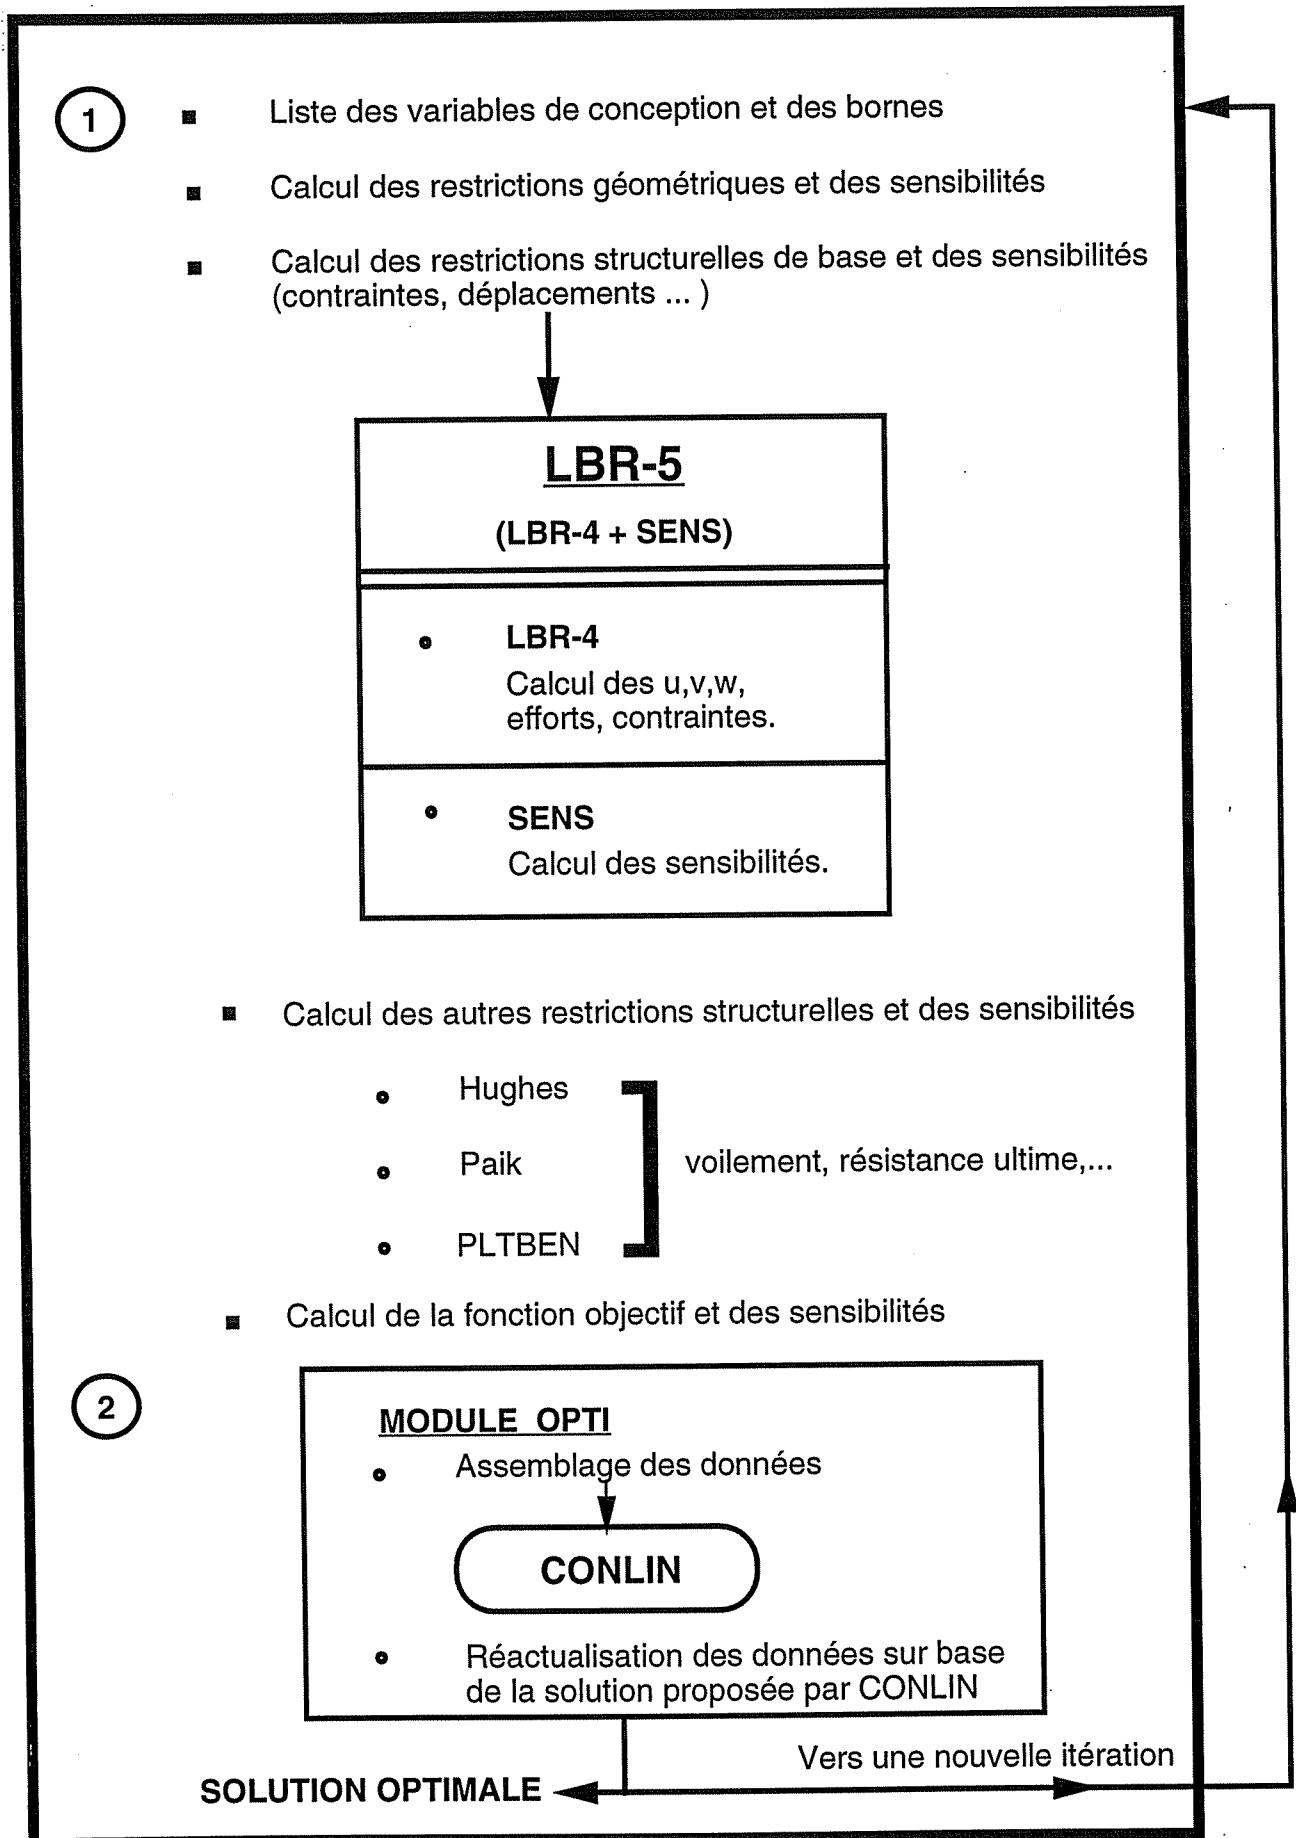 1
Liste des variables de conception et des bornes
Calcul des restrictions géométriques et des sensibilités
Calcul des restrictions structurelles de base et des sensibilités
(contraintes, déplacements ... )
LBR-5
(LBR-4 + SENS)
LBR-4
Calcul des u,v,w,
efforts, contraintes.
SENS
Calcul des sensibilités.
Calcul des autres restrictions structurelles et des sensibilités
Hughes
Paik
voilement, résistance ultime,...
PLTBEN
Calcul de la fonction objectif et des sensibilités
2
MODULE OPTI
Assemblage des données
CONLIN
Réactualisation des données sur base
de la solution proposée par CONLIN
Vers une nouvelle itération
SOLUTION OPTIMALE